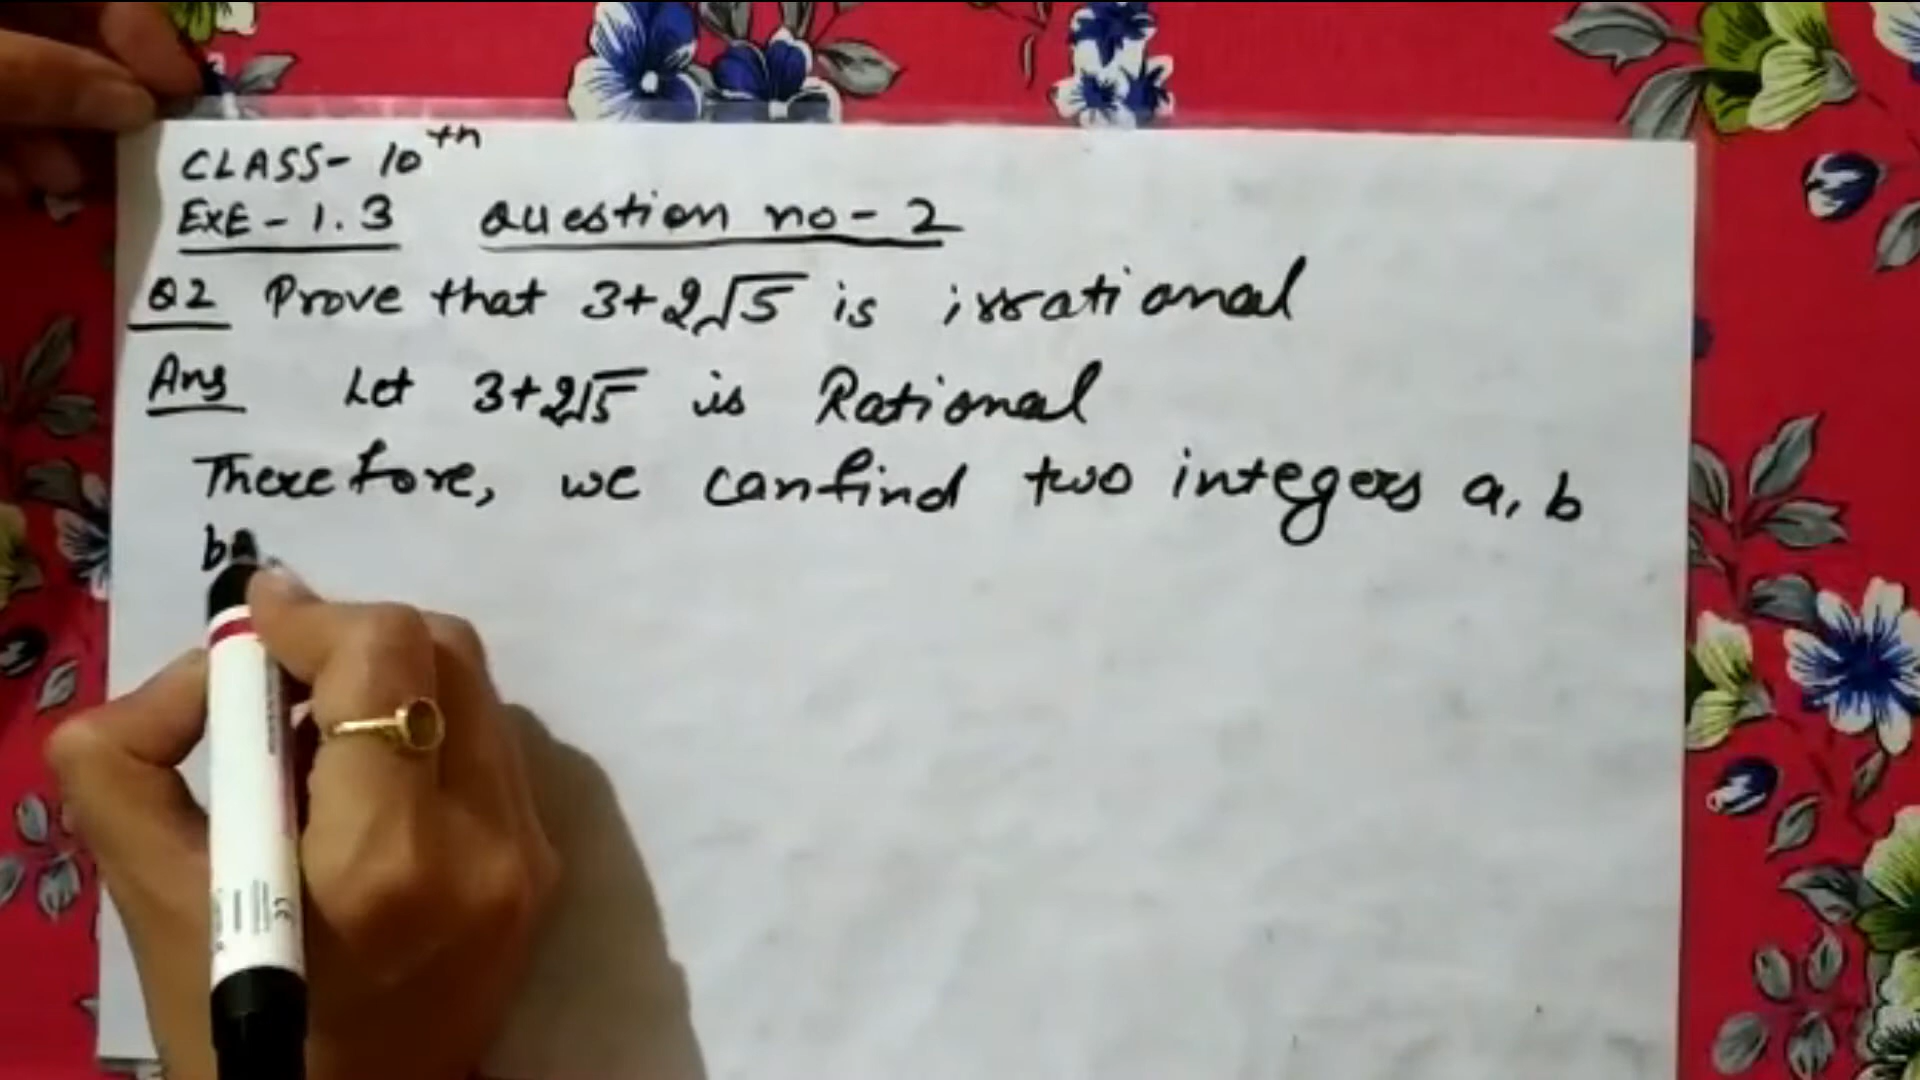 CLASS- 10th
EXE - 1.3 Question no - 2
Q2 Prove that 3+2√5 is irrational
Ans Let 3+2√5 is Rational
Therefore, we can find two integers a, b
b
CE